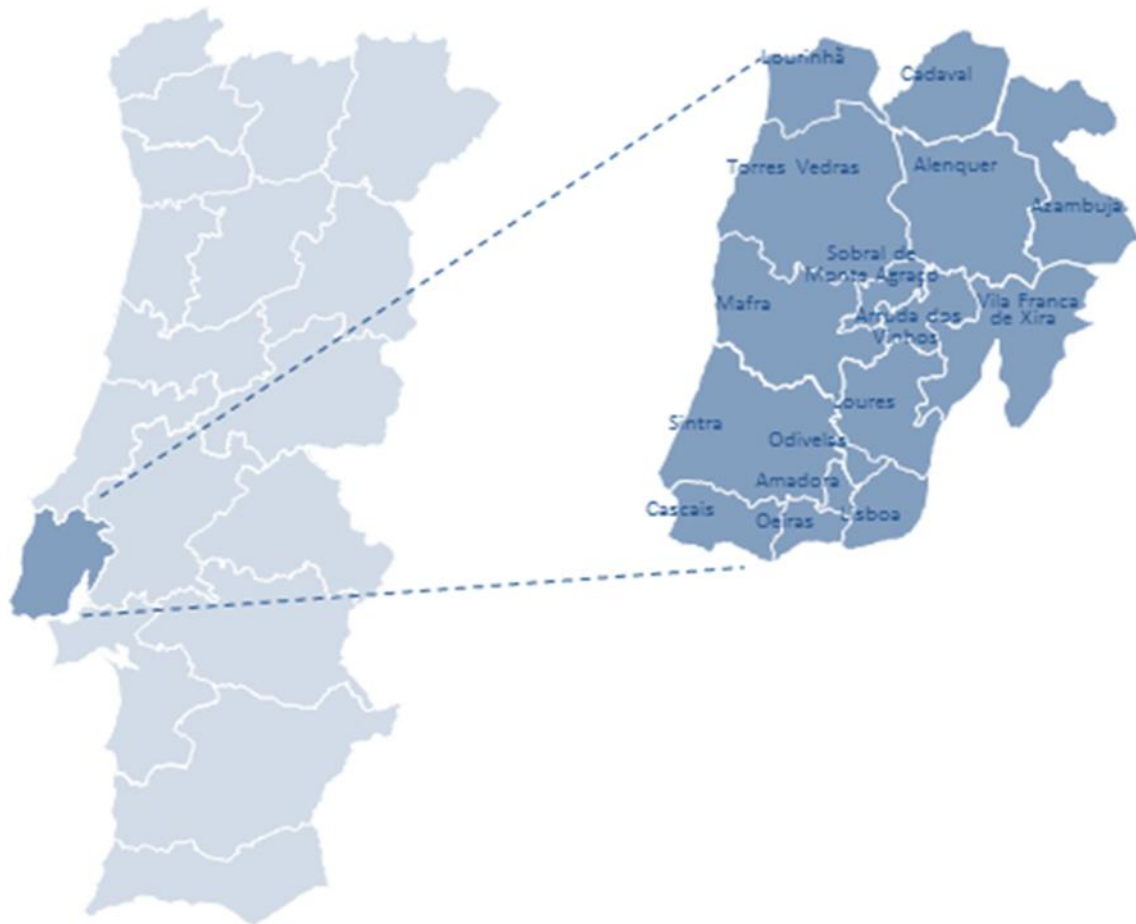 Lourinhã
Cadaval
Torres Vedras
Alenquer
Azambuja
Sobral de
Monte Agraço
Mafra
Vila Franca
de Xira
Arruda dos
Vinhos
Loures
Sintra
Odivelas
Amadora
Cascais
Oeiras
Lisboa